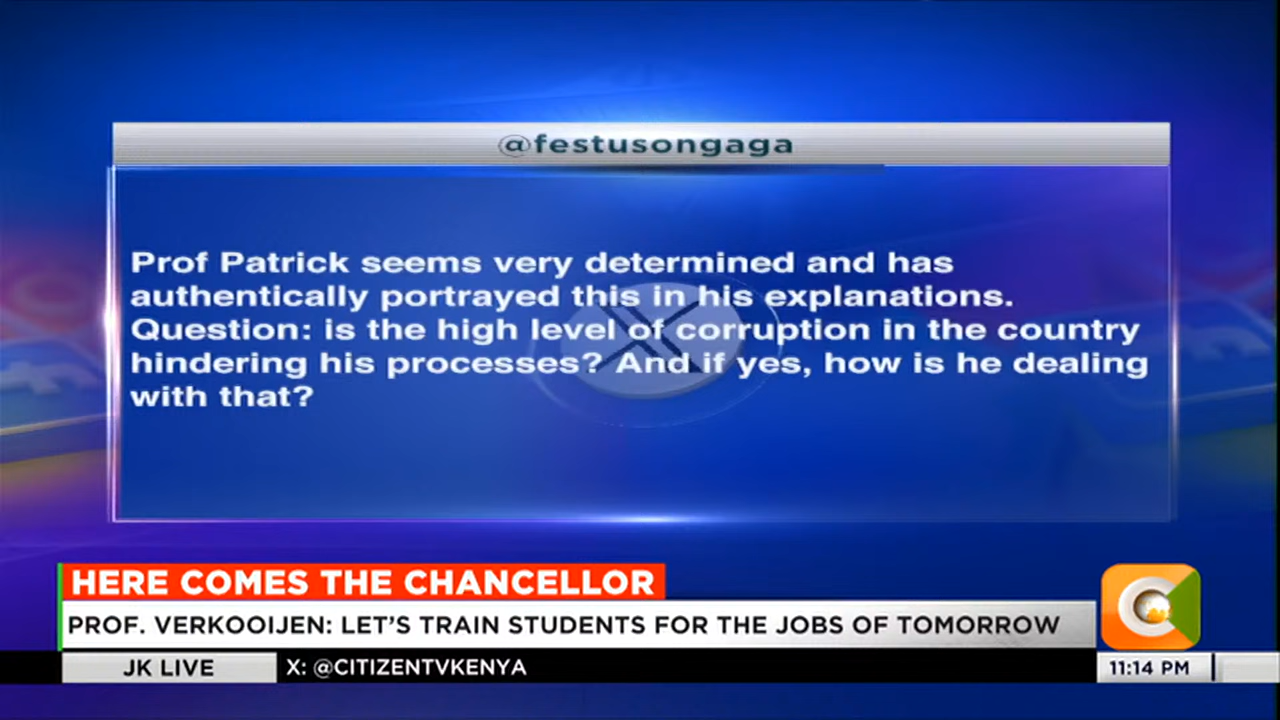 @festusongaga
Prof Patrick seems very determined and has
authentically portrayed this in his explanations.
Question: is the high level of corruption in the country
hindering his processes? And if yes, how is he dealing
with that?
HERE COMES THE CHANCELLOR
PROF. VERKOOIJEN: LET'S TRAIN STUDENTS FOR THE JOBS OF TOMORROW
JK LIVE
X: @CITIZENTVKENYA
11:14 PM